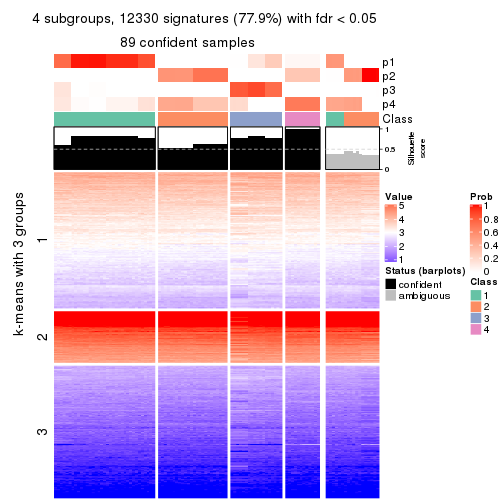 4 subgroups, 12330 signatures (77.9%) with fdr < 0.05
89 confident samples
p1
p2
p3
p4
Class
1
0.5
0
Silhouette
score
k-means with 3 groups
1
2
3
Value
5
4
3
2
1
Status (barplots)
confident
ambiguous
Prob
1
0.8
0.6
0.4
0.2
0
Class
1
2
3
4